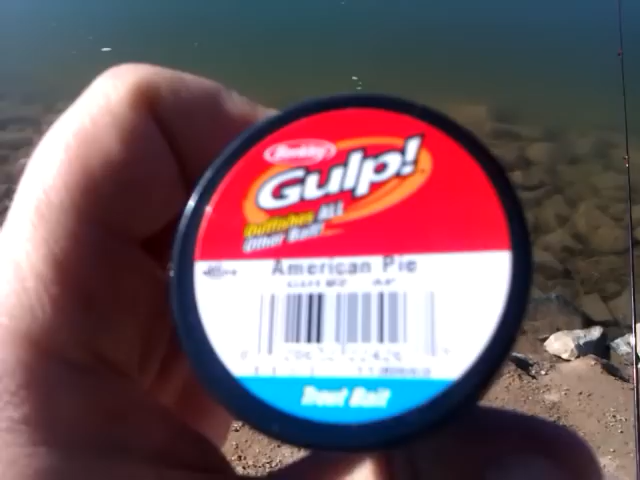 Berkley
Gulp!
Outfishes ALL
Other Bait!
American Pie
Trout Bait